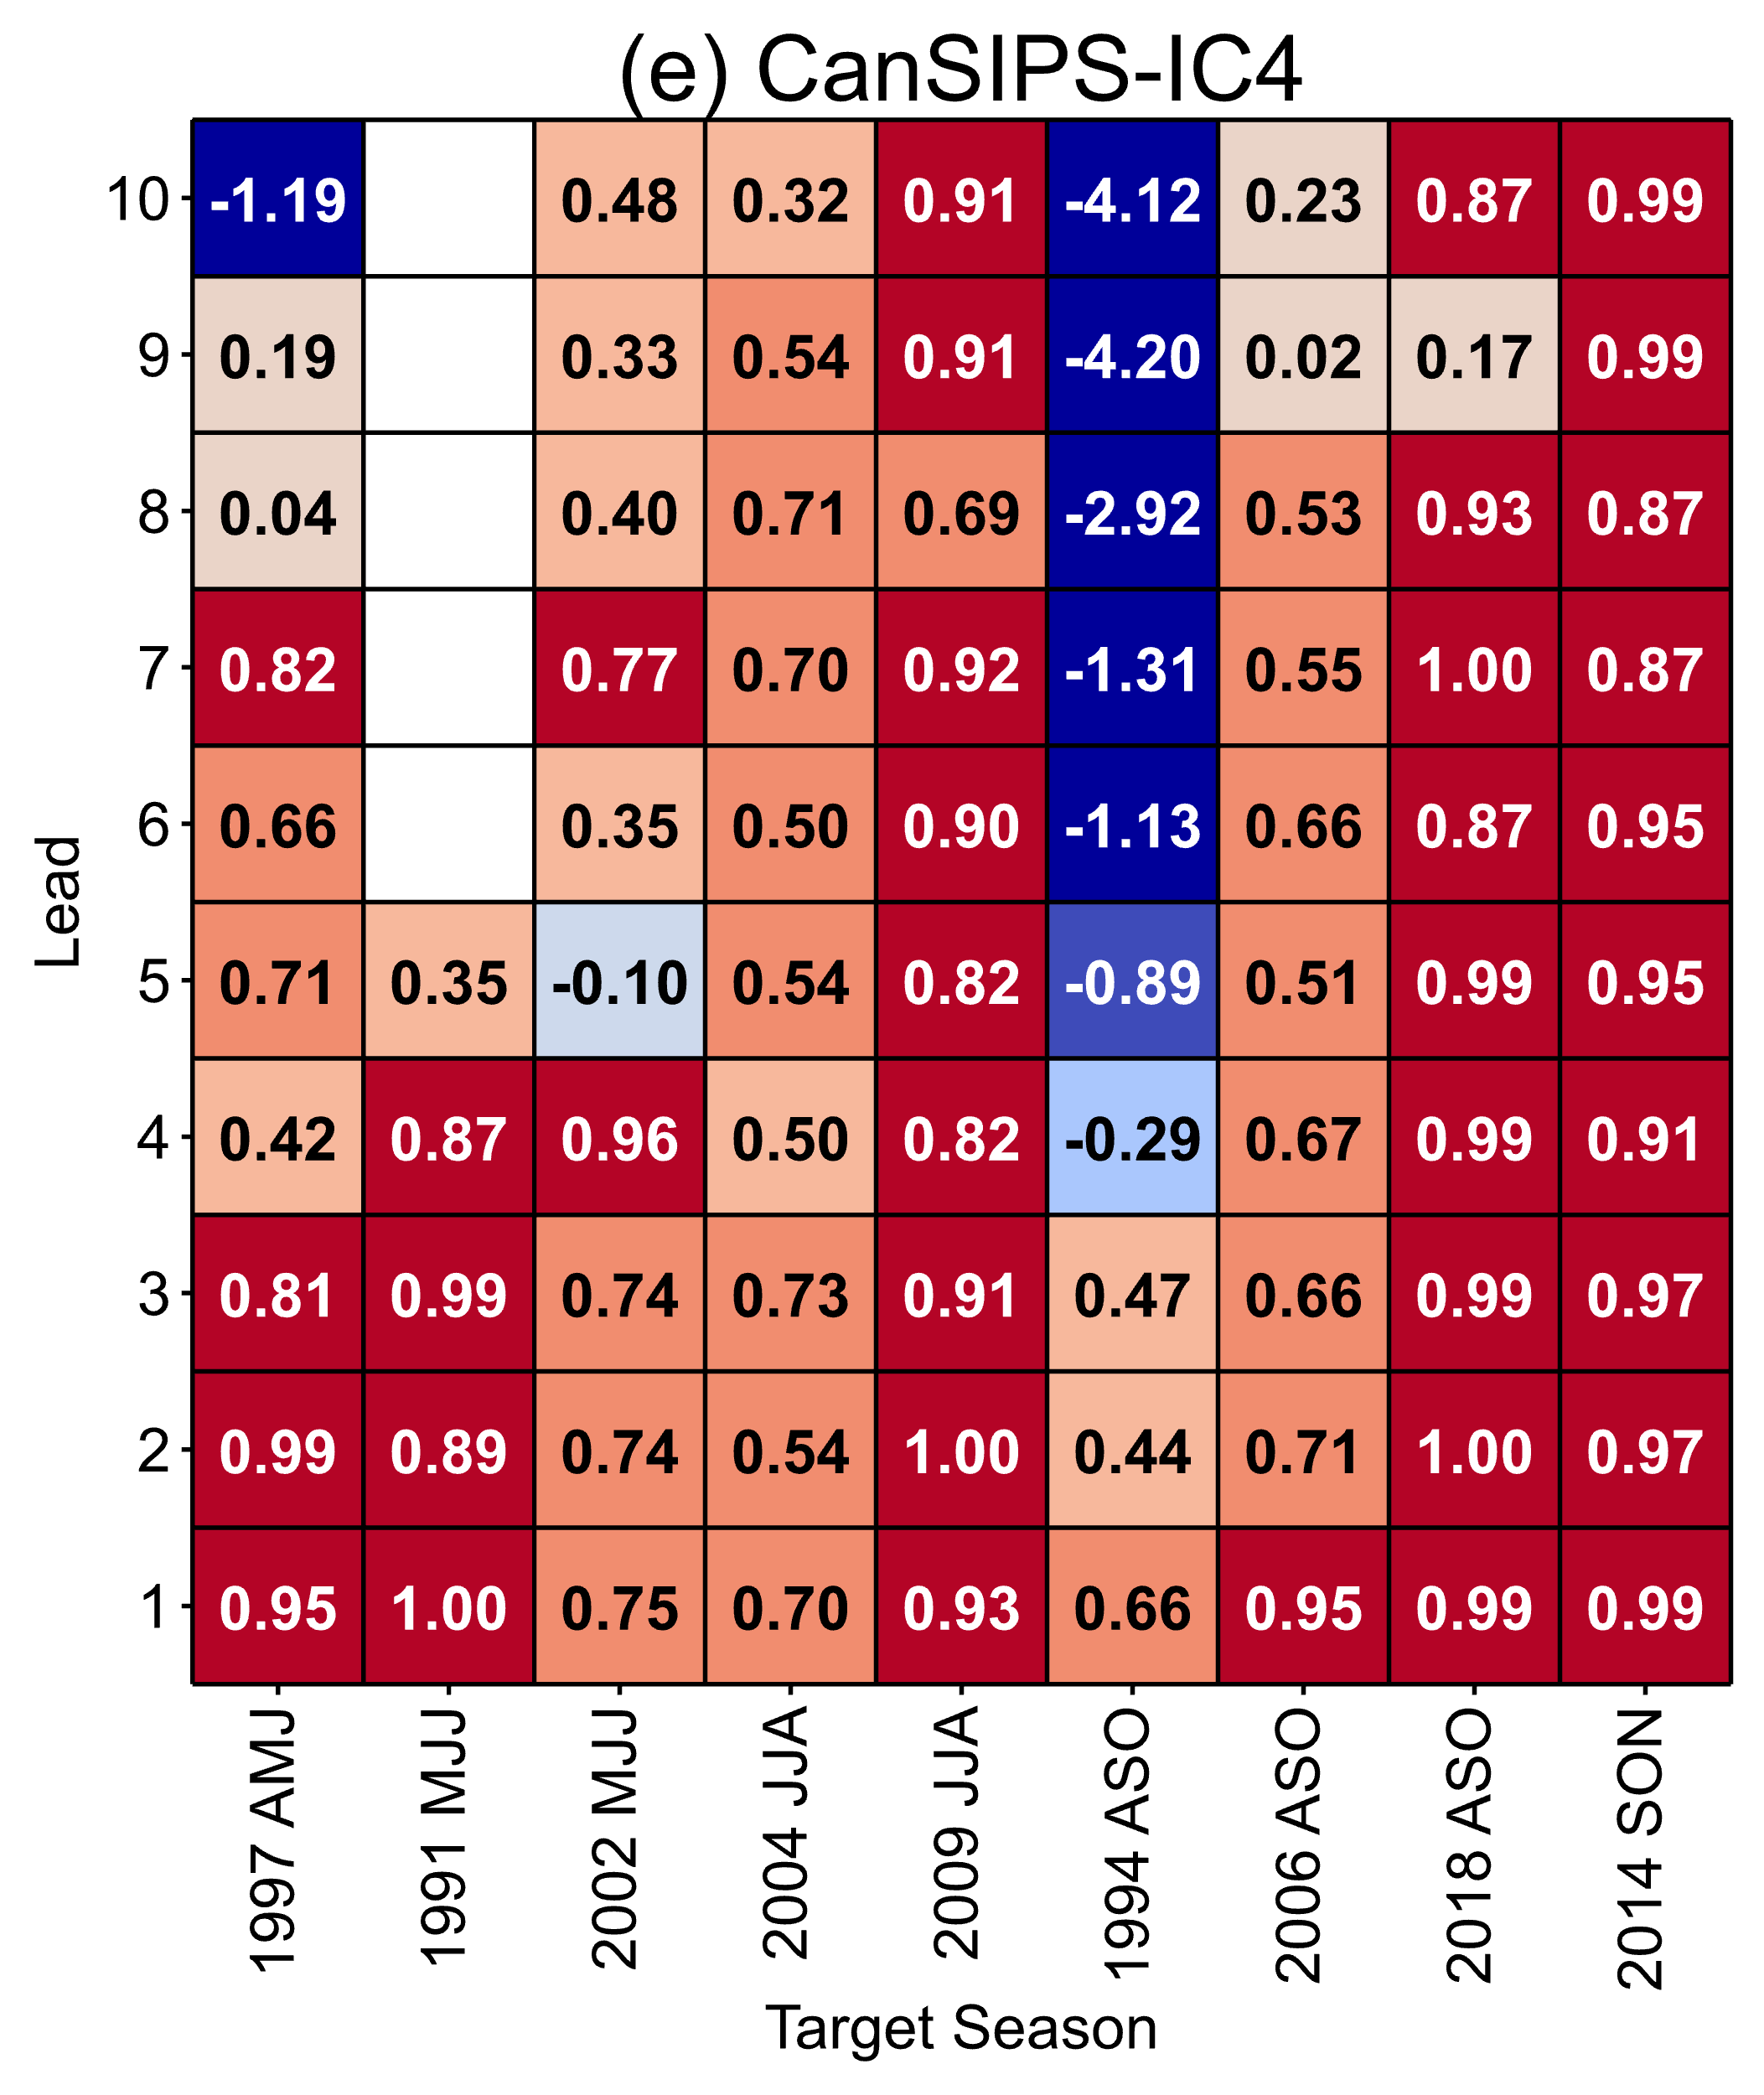 (e) CanSIPS-IC4
10 -1.19 0.48 0.32 0.91 -4.12 0.23 0.87 0.99
9 0.19 0.33 0.54 0.91 -4.20 0.02 0.17 0.99
8 0.04 0.40 0.71 0.69 -2.92 0.53 0.93 0.87
7 0.82 0.77 0.70 0.92 -1.31 0.55 1.00 0.87
6 0.66 0.35 0.50 0.90 -1.13 0.66 0.87 0.95
5 0.71 0.35 -0.10 0.54 0.82 -0.89 0.51 0.99 0.95
4 0.42 0.87 0.96 0.50 0.82 -0.29 0.67 0.99 0.91
3 0.81 0.99 0.74 0.73 0.91 0.47 0.66 0.99 0.97
2 0.99 0.89 0.74 0.54 1.00 0.44 0.71 1.00 0.97
1 0.95 1.00 0.75 0.70 0.93 0.66 0.95 0.99 0.99
Lead
1997 AMJ
1991 MJJ
2002 MJJ
2004 JJA
2009 JJA
1994 ASO
2006 ASO
2018 ASO
2014 SON
Target Season